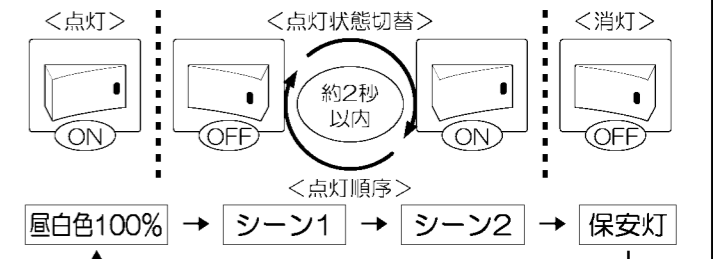 ＜点灯＞ ＜点灯状態切替＞ ＜消灯＞
約2秒
以内
ON OFF ON OFF
＜点灯順序＞
昼白色100% → シーン1 → シーン2 → 保安灯